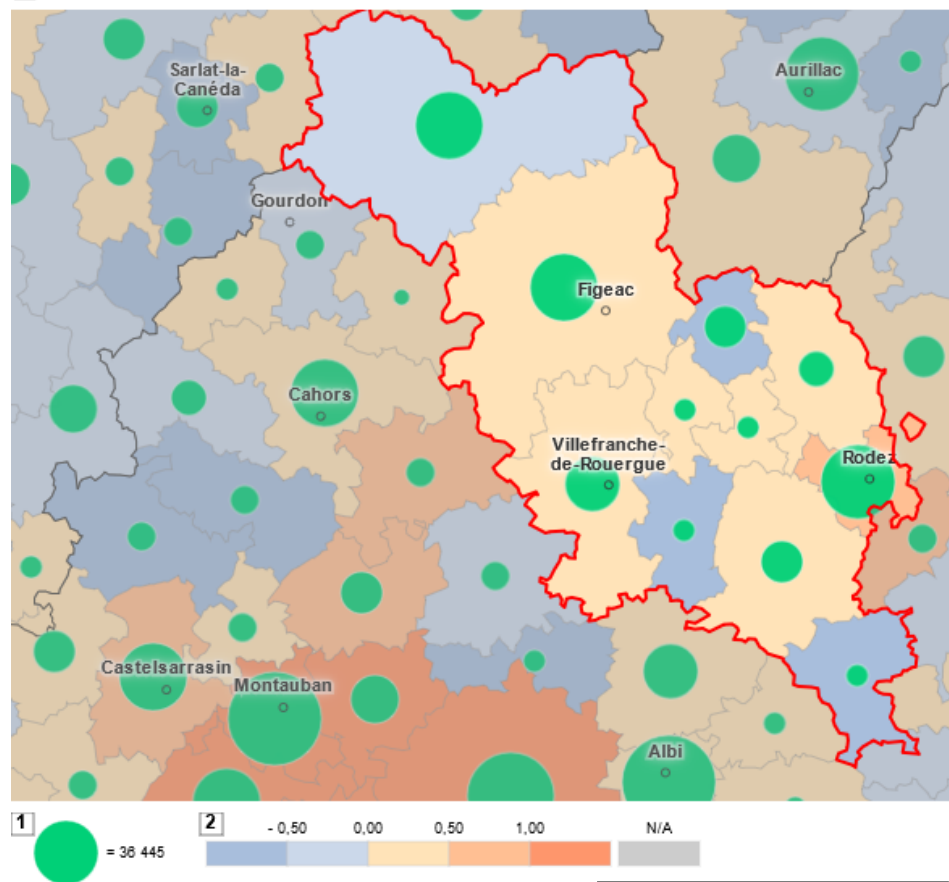 Sarlat-la-
Canéda
Aurillac
Gourdon
Figeac
Cahors
Villefranche-
de-Rouergue
Rodez
Castelsarrasin
Montauban
Albi
1
= 36 445
2
- 0,50 0,00 0,50 1,00 N/A